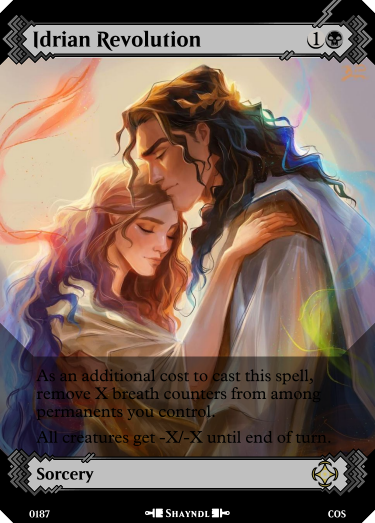 Idrian Revolution
1
As an additional cost to cast this spell,
remove X breath counters from among
permanents you control.
All creatures get -X/-X until end of turn.
Sorcery
0187
Shayndl
COS